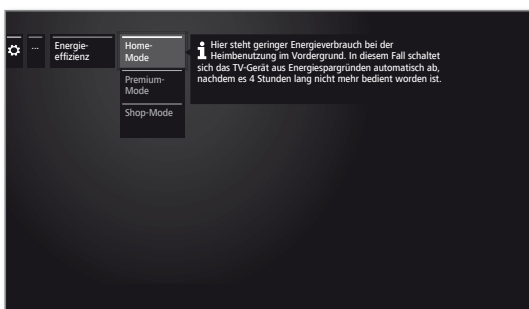 ...
Energie-
effizienz
Home-
Mode
Premium-
Mode
Shop-Mode
Hier steht geringer Energieverbrauch bei der
Heimbenutzung im Vordergrund. In diesem Fall schaltet
sich das TV-Gerät aus Energiespargründen automatisch ab,
nachdem es 4 Stunden lang nicht mehr bedient worden ist.